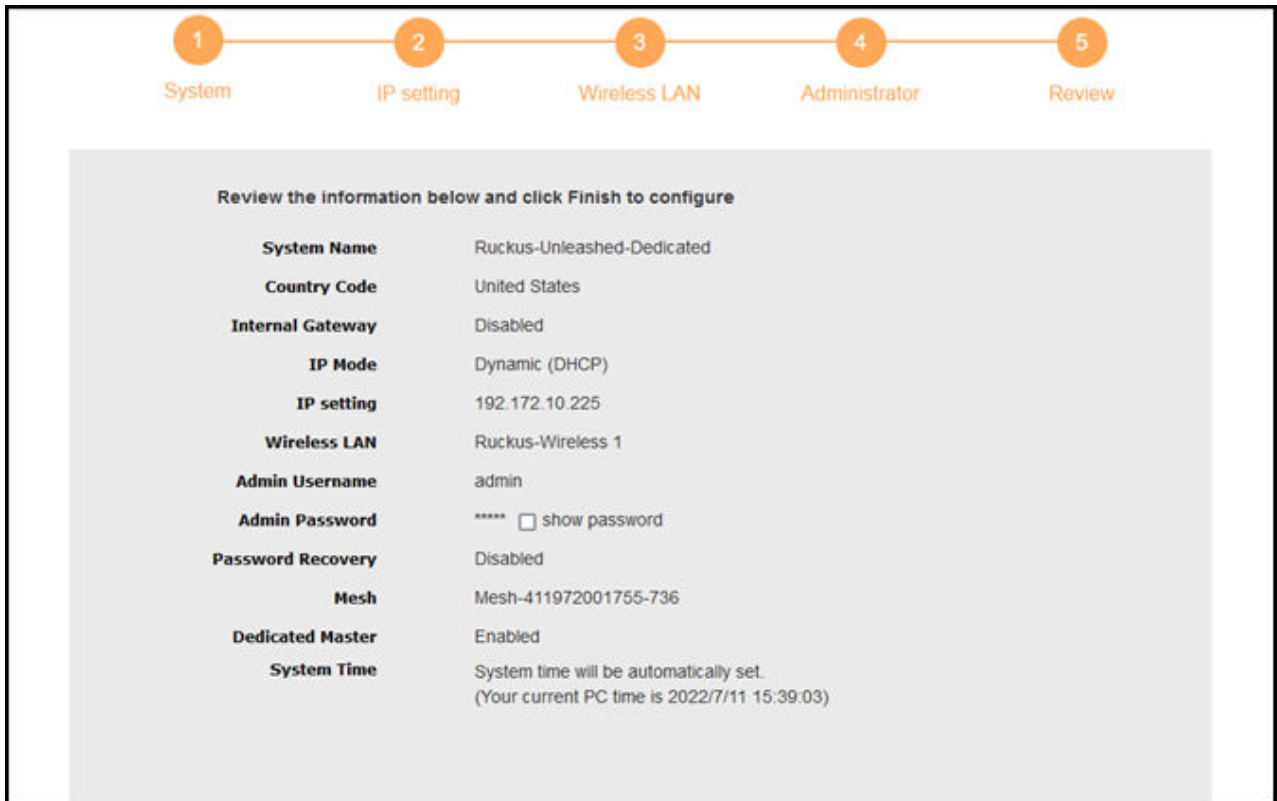 1 2 3 4 5
System IP setting Wireless LAN Administrator Review
Review the information below and click Finish to configure
System Name Ruckus-Unleashed-Dedicated
Country Code United States
Internal Gateway Disabled
IP Mode Dynamic (DHCP)
IP setting 192.172.10.225
Wireless LAN Ruckus-Wireless 1
Admin Username admin
Admin Password ***** show password
Password Recovery Disabled
Mesh Mesh-411972001755-736
Dedicated Master Enabled
System Time System time will be automatically set.
(Your current PC time is 2022/7/11 15:39:03)